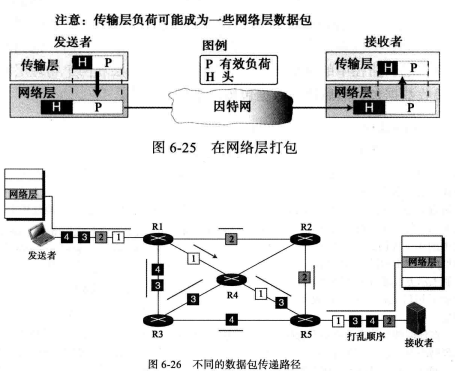 注意：传输层负荷可能成为一些网络层数据包
发送者 图例 接收者
传输层 H P P 有效负荷 H 头 传输层 H P
网络层 网络层
H P 因特网 H P
图 6-25 在网络层打包
网络层
R1 R2
4 3 2 1 2
发送者
1
网络层
4 R4 2
3 1
3 3
R3 4 R5 1 3 4 2
打乱顺序 接收者
图 6-26 不同的数据包传递路径